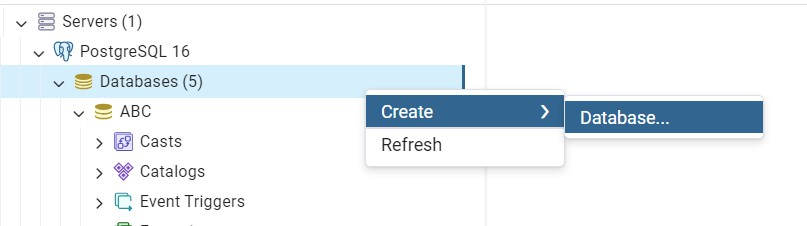 Servers (1)
PostgreSQL 16
Databases (5)
ABC
Create
Database...
Casts
Refresh
Catalogs
Event Triggers